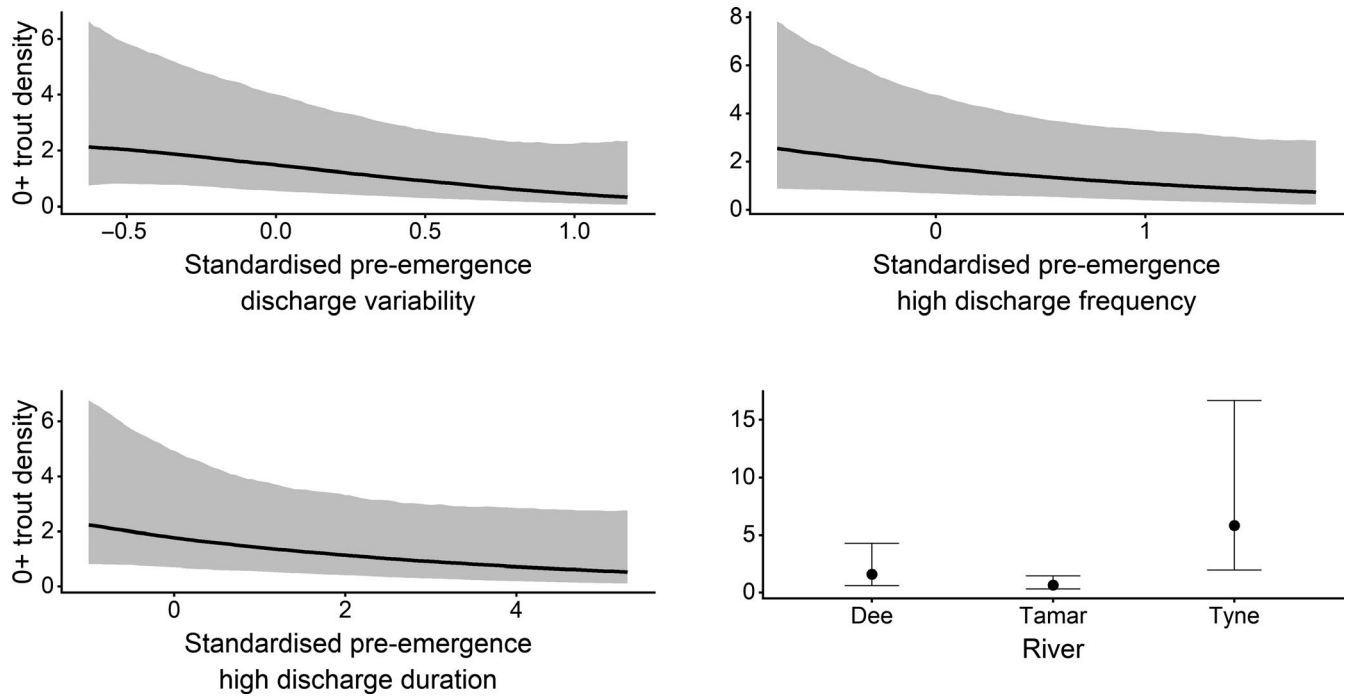 0+ trout density
6
4
2
0
−0.5
0.0
0.5
1.0
Standardised pre-emergence
discharge variability
8
6
4
2
0
0
1
Standardised pre-emergence
high discharge frequency
0+ trout density
6
4
2
0
0
2
4
Standardised pre-emergence
high discharge duration
15
10
5
0
Dee
Tamar
Tyne
River